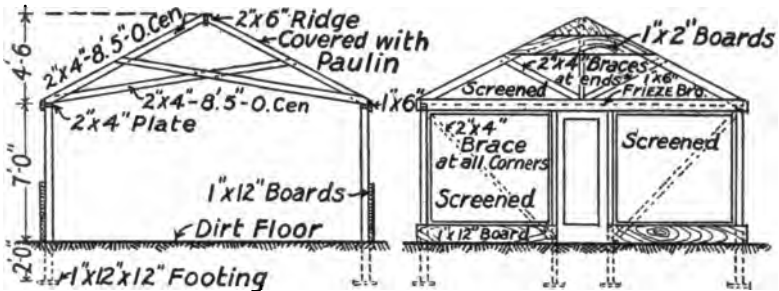 2"x6" Ridge
Covered with
Paulin
2"x4"-8'.5"-O.Cen
4'-6
2"x4"-8'.5"-O.Cen
1"x6"
2"x4" Plate
7'-0"
1"x12" Boards
Dirt Floor
2'0"
1"x12"x12" Footing
1"x2" Boards
2"x4" Braces
at ends
Screened
1"x6"
FRIEZE BRD.
2"x4"
Brace
at all Corners
Screened
Screened
1"x12" Board